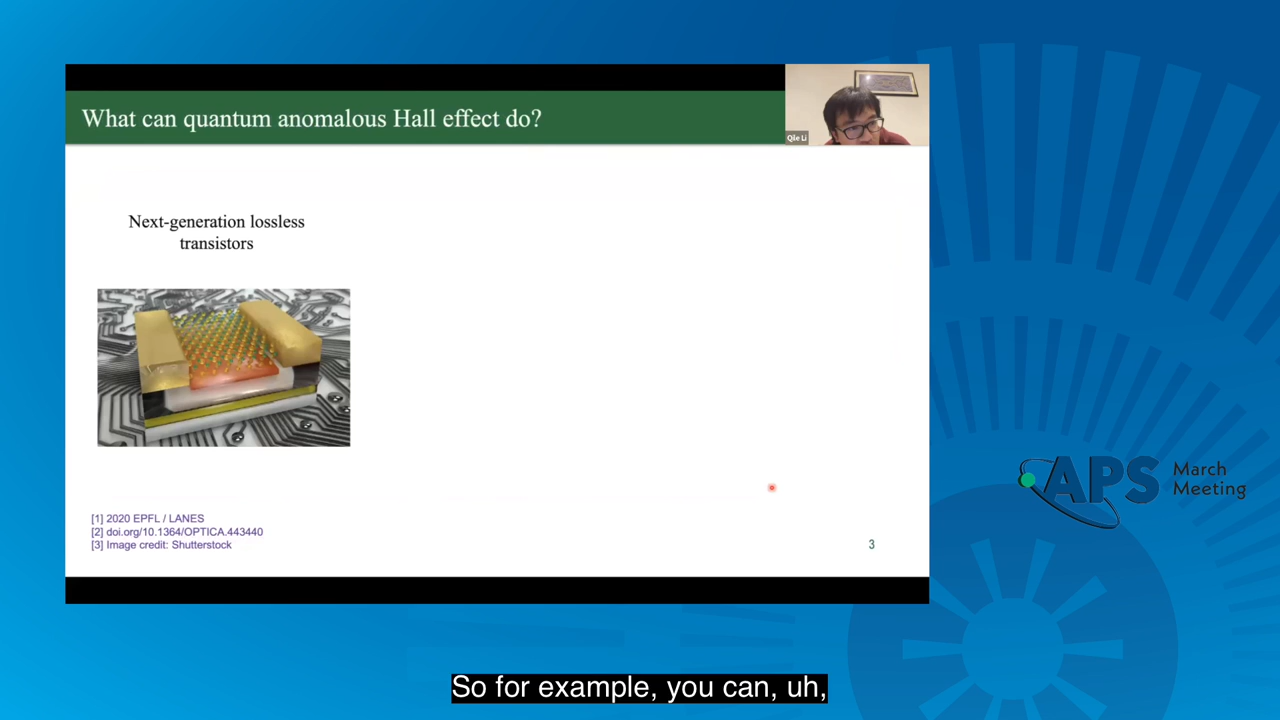 What can quantum anomalous Hall effect do?
Qile Li
Next-generation lossless
transistors
[1] 2020 EPFL / LANES
[2] doi.org/10.1364/OPTICA.443440
[3] Image credit: Shutterstock
3
APS
March
Meeting
So for example, you can, uh,